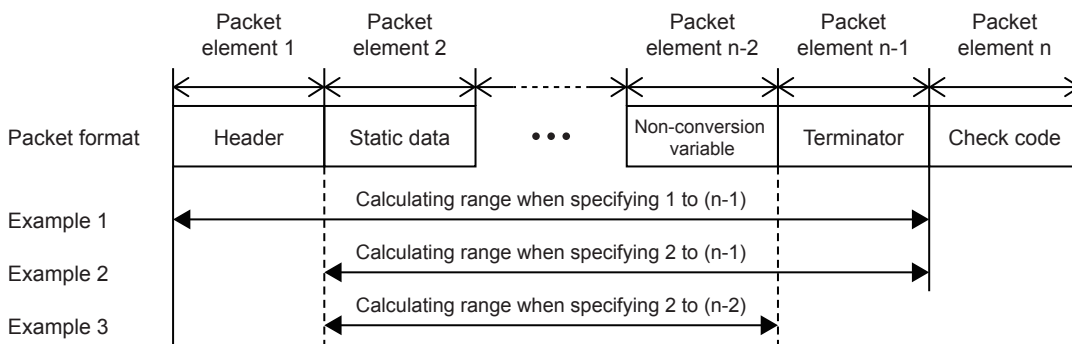 Packet element 1
Packet element 2
Packet element n-2
Packet element n-1
Packet element n
Packet format
Header
Static data
•••
Non-conversion variable
Terminator
Check code
Example 1
Calculating range when specifying 1 to (n-1)
Example 2
Calculating range when specifying 2 to (n-1)
Example 3
Calculating range when specifying 2 to (n-2)